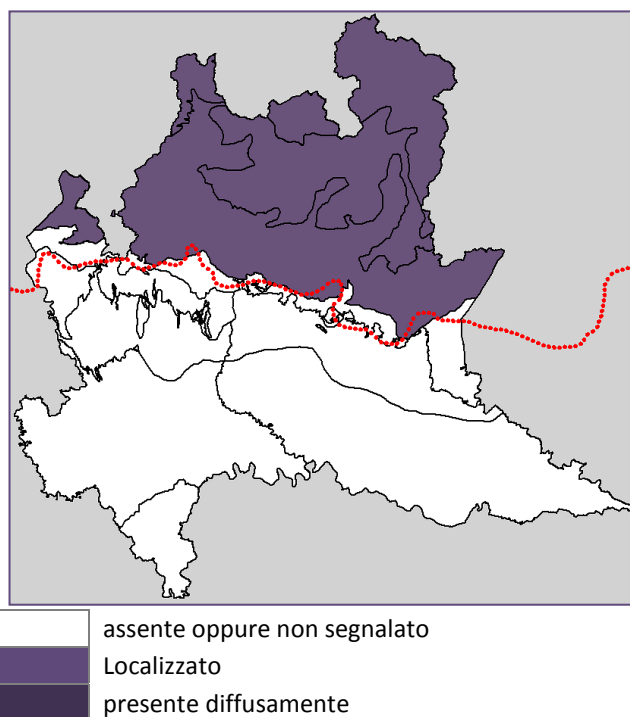 assente oppure non segnalato
Localizzato
presente diffusamente